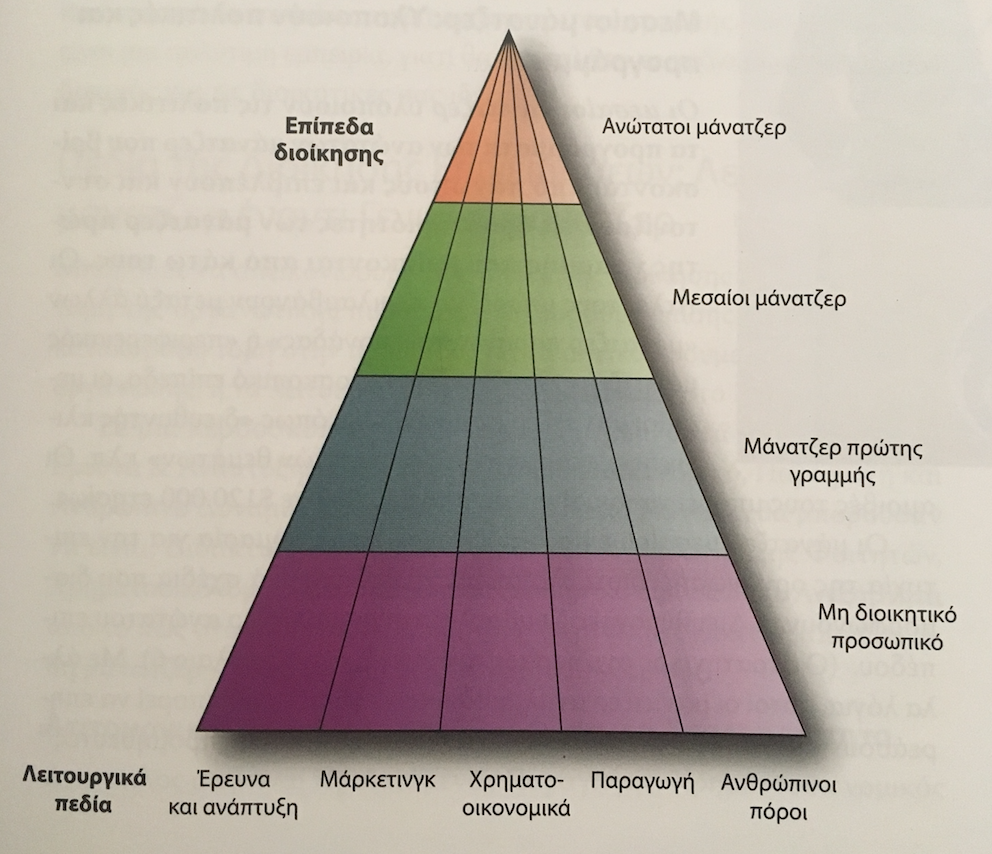 Επίπεδα
διοίκησης
Ανώτατοι μάνατζερ
Μεσαίοι μάνατζερ
Μάνατζερ πρώτης
γραμμής
Μη διοικητικό
προσωπικό
Λειτουργικά
πεδία
Έρευνα
και ανάπτυξη
Μάρκετινγκ
Χρηματο-
οικονομικά
Παραγωγή
Ανθρώπινοι
πόροι